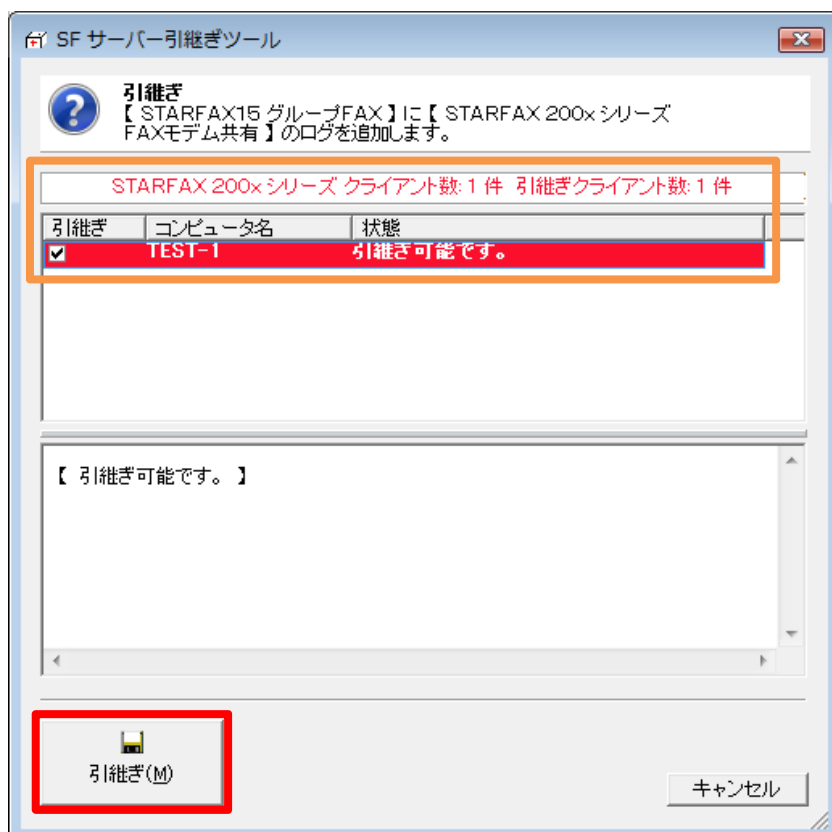 SF サーバー引継ぎツール
引継ぎ
【 STARFAX15 グループFAX 】に【 STARFAX 200x シリーズ
FAXモデム共有 】のログを追加します。
STARFAX 200x シリーズ クライアント数: 1 件 引継ぎクライアント数: 1 件
引継ぎ コンピュータ名 状態
TEST-1 引継ぎ可能です。
【 引継ぎ可能です。 】
引継ぎ(M)
キャンセル